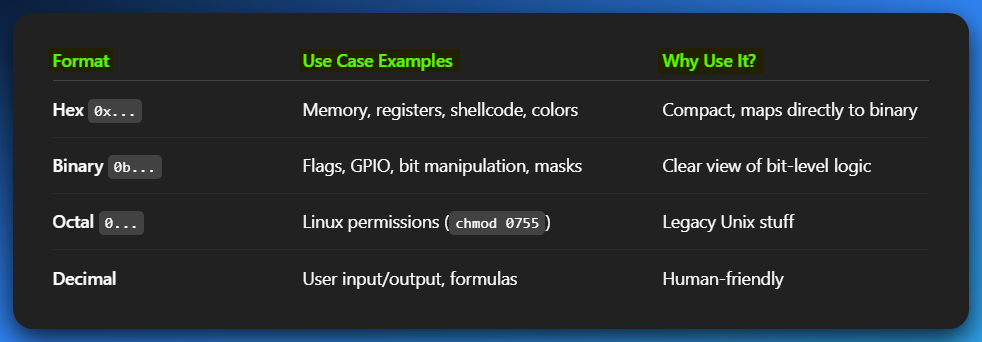 Format Use Case Examples Why Use It?
Hex 0x... Memory, registers, shellcode, colors Compact, maps directly to binary
Binary 0b... Flags, GPIO, bit manipulation, masks Clear view of bit-level logic
Octal 0... Linux permissions (chmod 0755) Legacy Unix stuff
Decimal User input/output, formulas Human-friendly